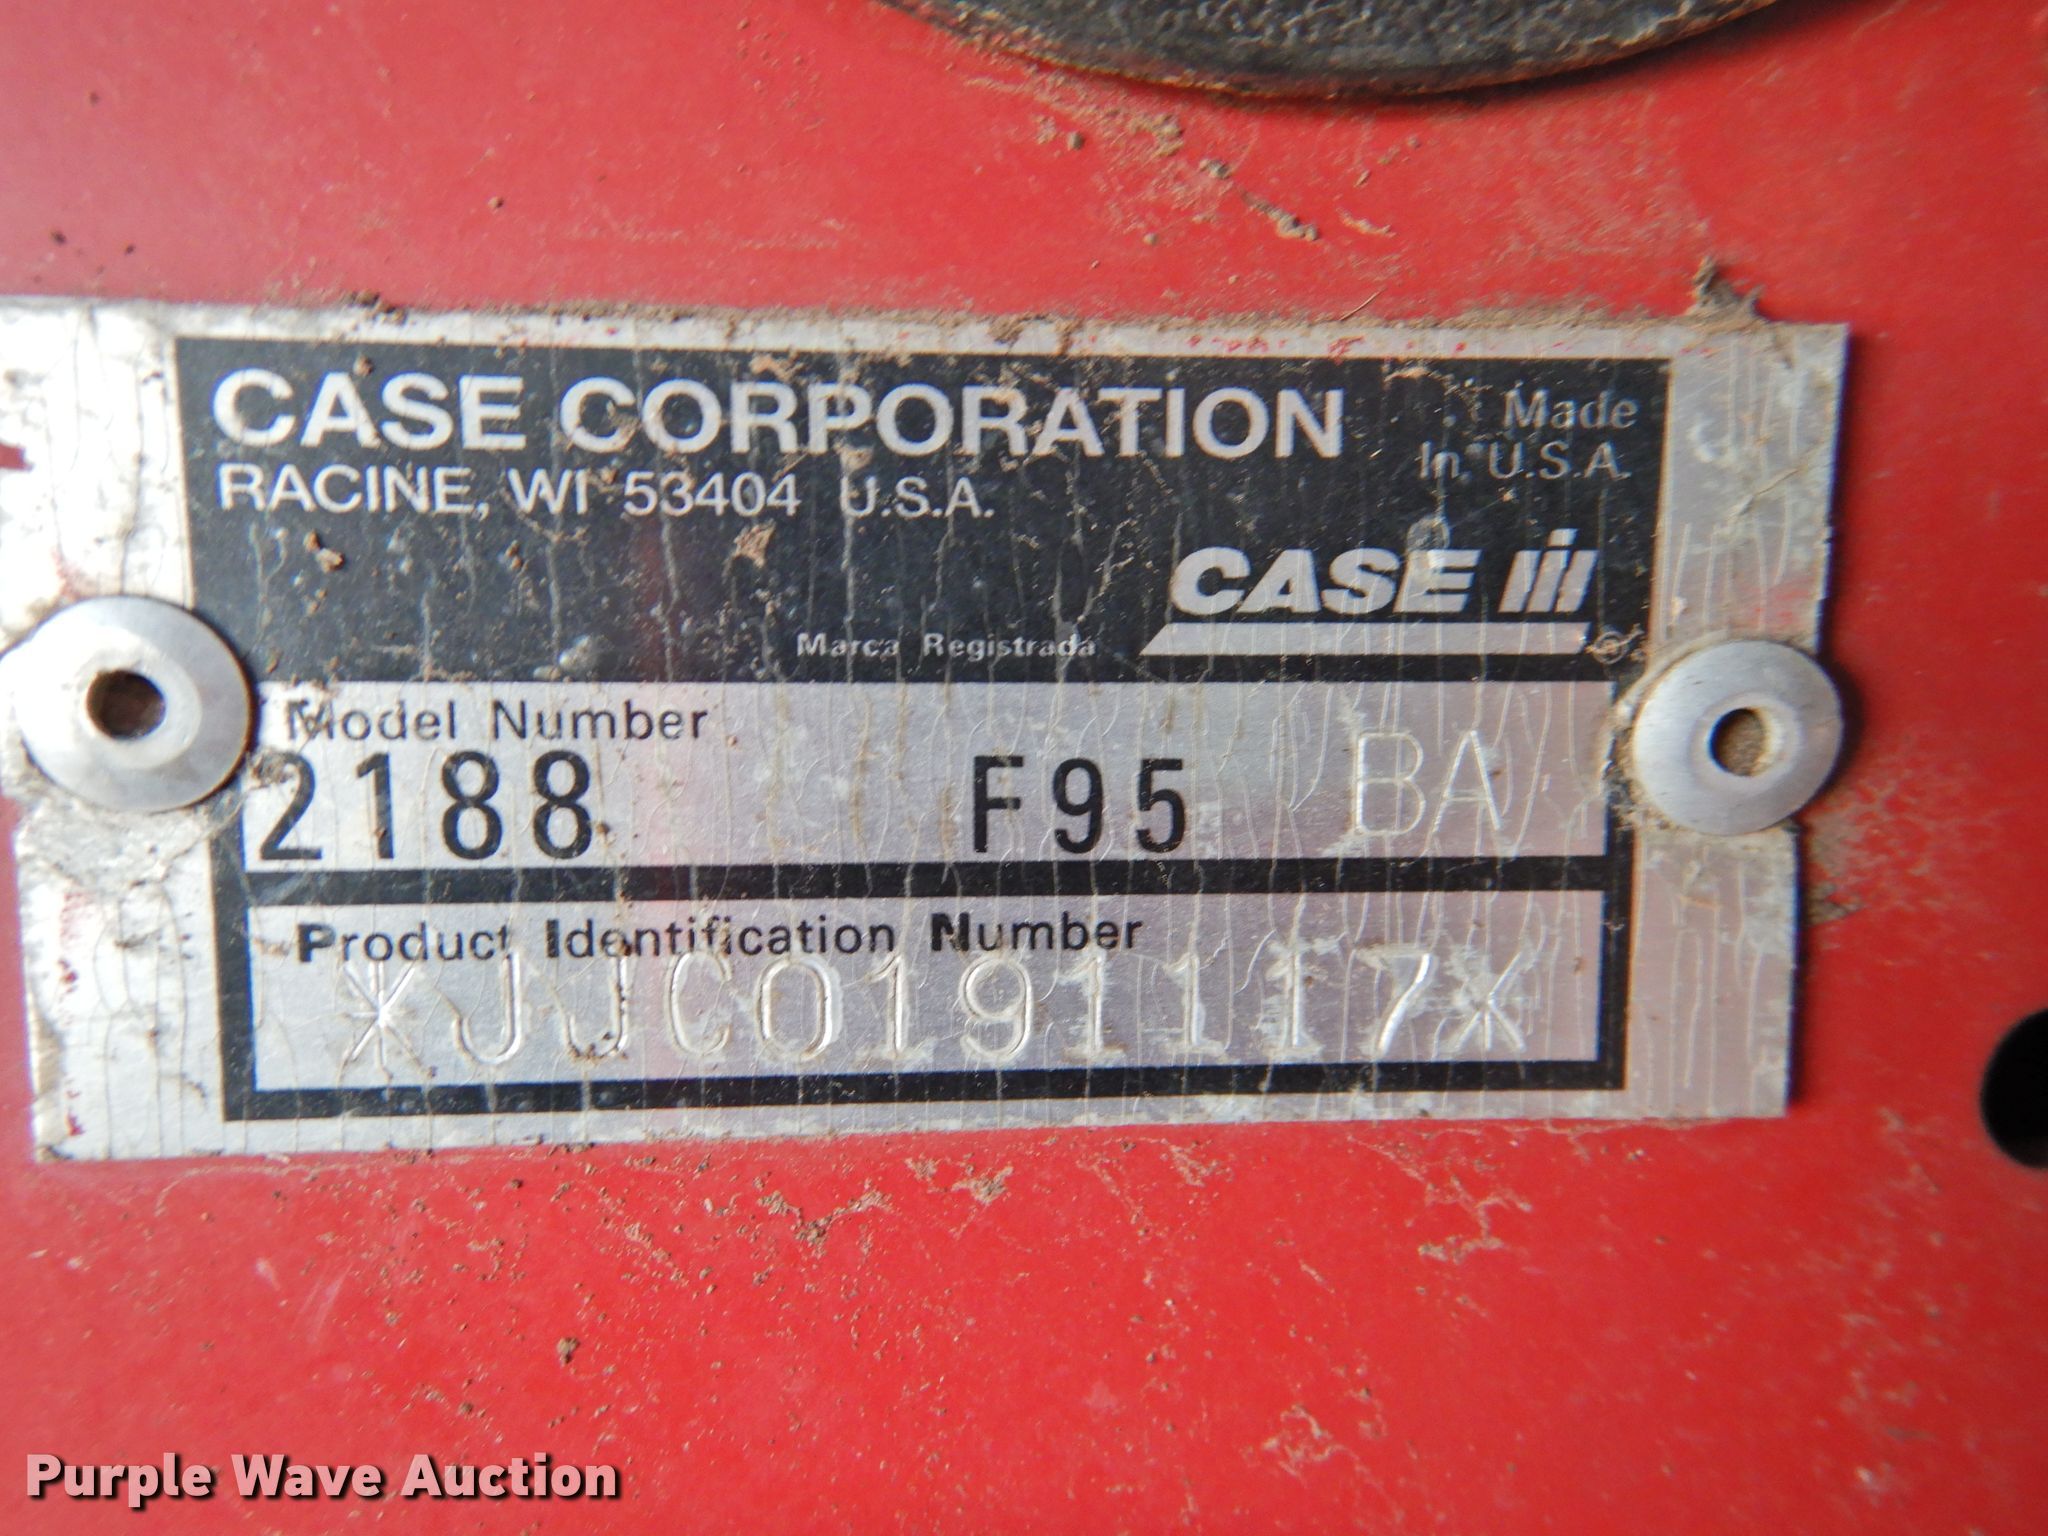 CASE CORPORATION
Made
In U.S.A.
RACINE, WI 53404 U.S.A.
CASE IH
Marca Registrada ®
Model Number
2188 F95 BA
Product Identification Number
*JJC0191117*
Purple Wave Auction